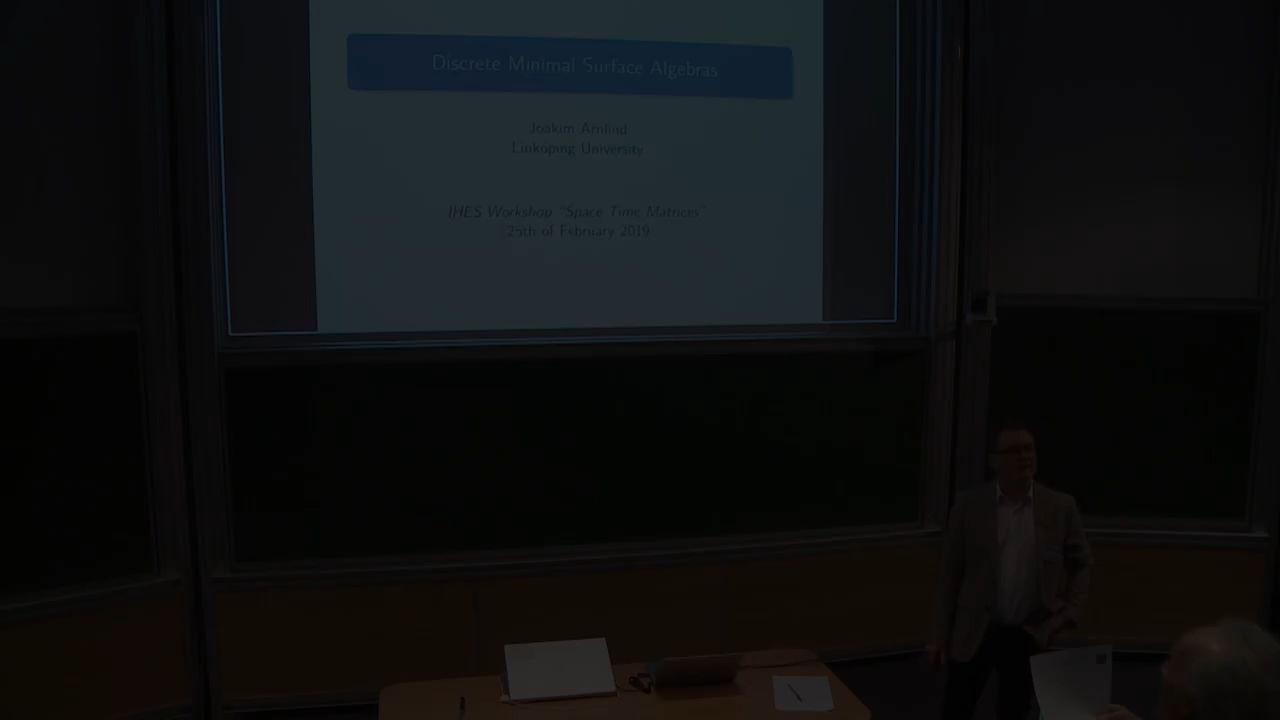 Discrete Minimal Surface Algebras
Joakim Arnlind
Linköping University
IHES Workshop "Space Time Matrices"
25th of February 2019